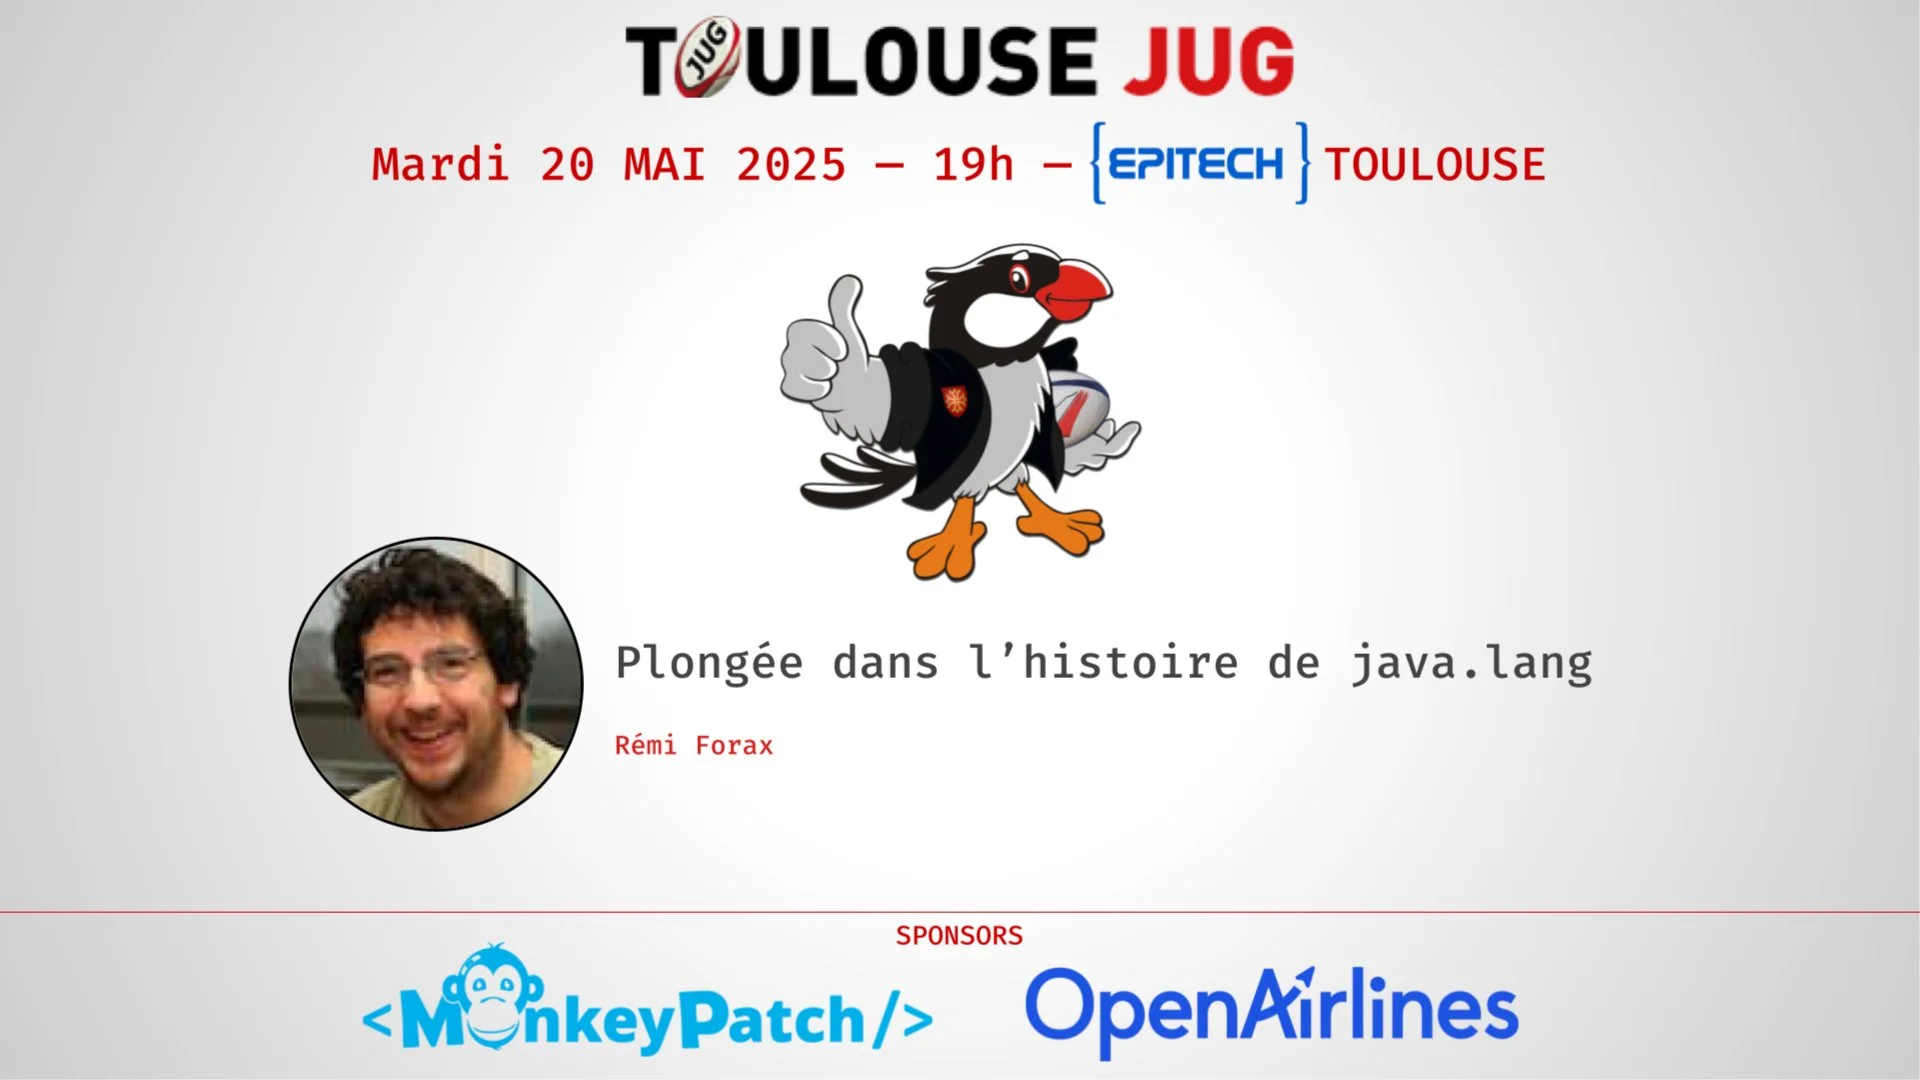 TOULOUSE JUG
JUG
Mardi 20 MAI 2025 – 19h – {EPITECH} TOULOUSE
Plongée dans l’histoire de java.lang
Rémi Forax
SPONSORS
<MonkeyPatch/> OpenAirlines